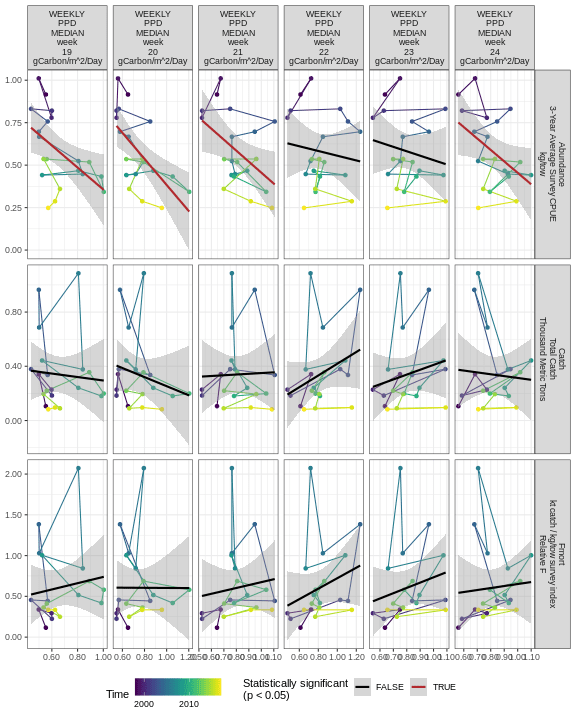 WEEKLY
PPD
MEDIAN
week
19
gCarbon/m^2/Day
WEEKLY
PPD
MEDIAN
week
20
gCarbon/m^2/Day
WEEKLY
PPD
MEDIAN
week
21
gCarbon/m^2/Day
WEEKLY
PPD
MEDIAN
week
22
gCarbon/m^2/Day
WEEKLY
PPD
MEDIAN
week
23
gCarbon/m^2/Day
WEEKLY
PPD
MEDIAN
week
24
gCarbon/m^2/Day
1.00
0.75
0.50
0.25
0.00
Abundance
3-Year Average Survey CPUE
kg/tow
0.80
0.40
0.00
Catch
Total Catch
Thousand Metric Tons
2.00
1.50
1.00
0.50
0.00
Fmort
kt catch / kg/tow survey index
Relative F
0.60 0.80 1.00
0.60 0.80 1.00 1.20
0.50 0.60 0.70 0.80 0.90 1.00 1.10
0.60 0.80 1.00 1.20
0.60 0.70 0.80 0.90 1.00 1.10
0.60 0.70 0.80 0.90 1.00 1.10
Time
2000 2010
Statistically significant
(p < 0.05)
FALSE
TRUE